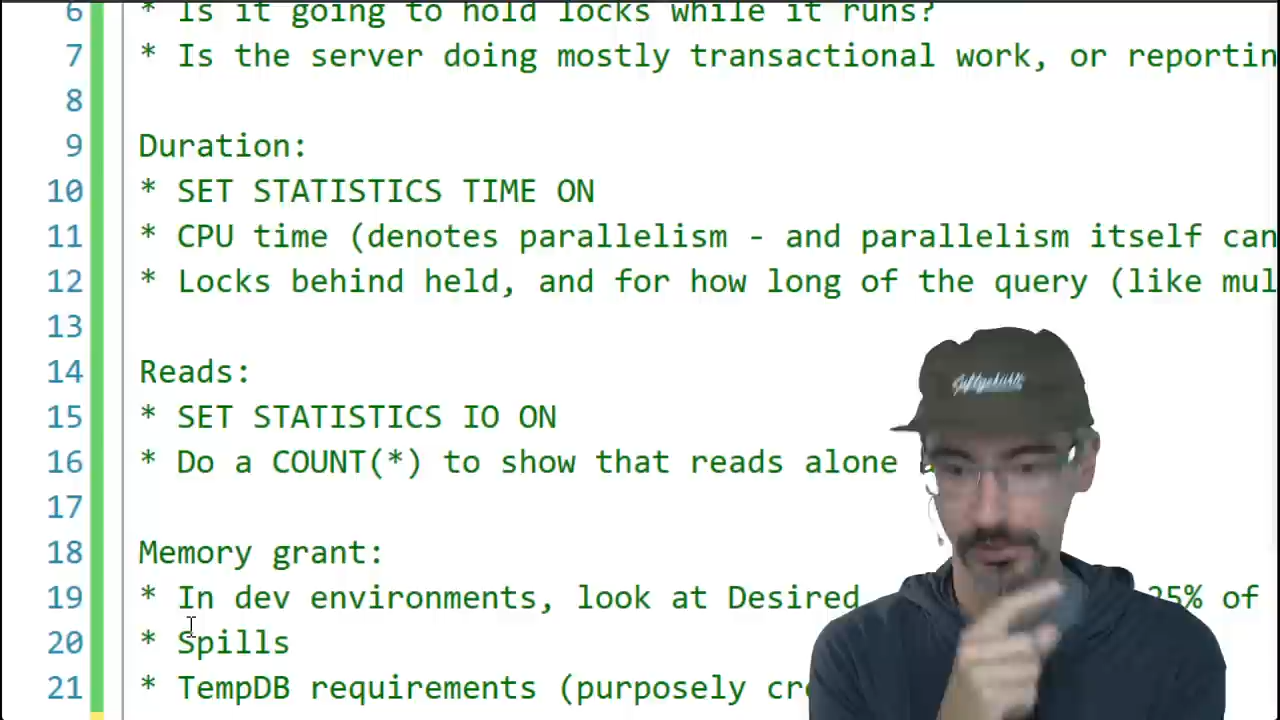 6 * Is it going to hold locks while it runs?
7 * Is the server doing mostly transactional work, or reportin
8
9 Duration:
10 * SET STATISTICS TIME ON
11 * CPU time (denotes parallelism - and parallelism itself can
12 * Locks behind held, and for how long of the query (like mul
13
14 Reads:
15 * SET STATISTICS IO ON
16 * Do a COUNT(*) to show that reads alone
17
18 Memory grant:
19 * In dev environments, look at Desired 25% of
20 * Spills
21 * TempDB requirements (purposely cr